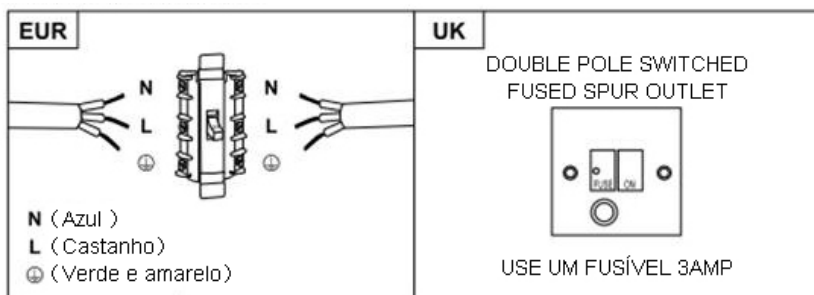 EUR
N
L
N
L
N (Azul )
L (Castanho)
(Verde e amarelo)
UK
DOUBLE POLE SWITCHED
FUSED SPUR OUTLET
FUSE
ON
USE UM FUSÍVEL 3AMP